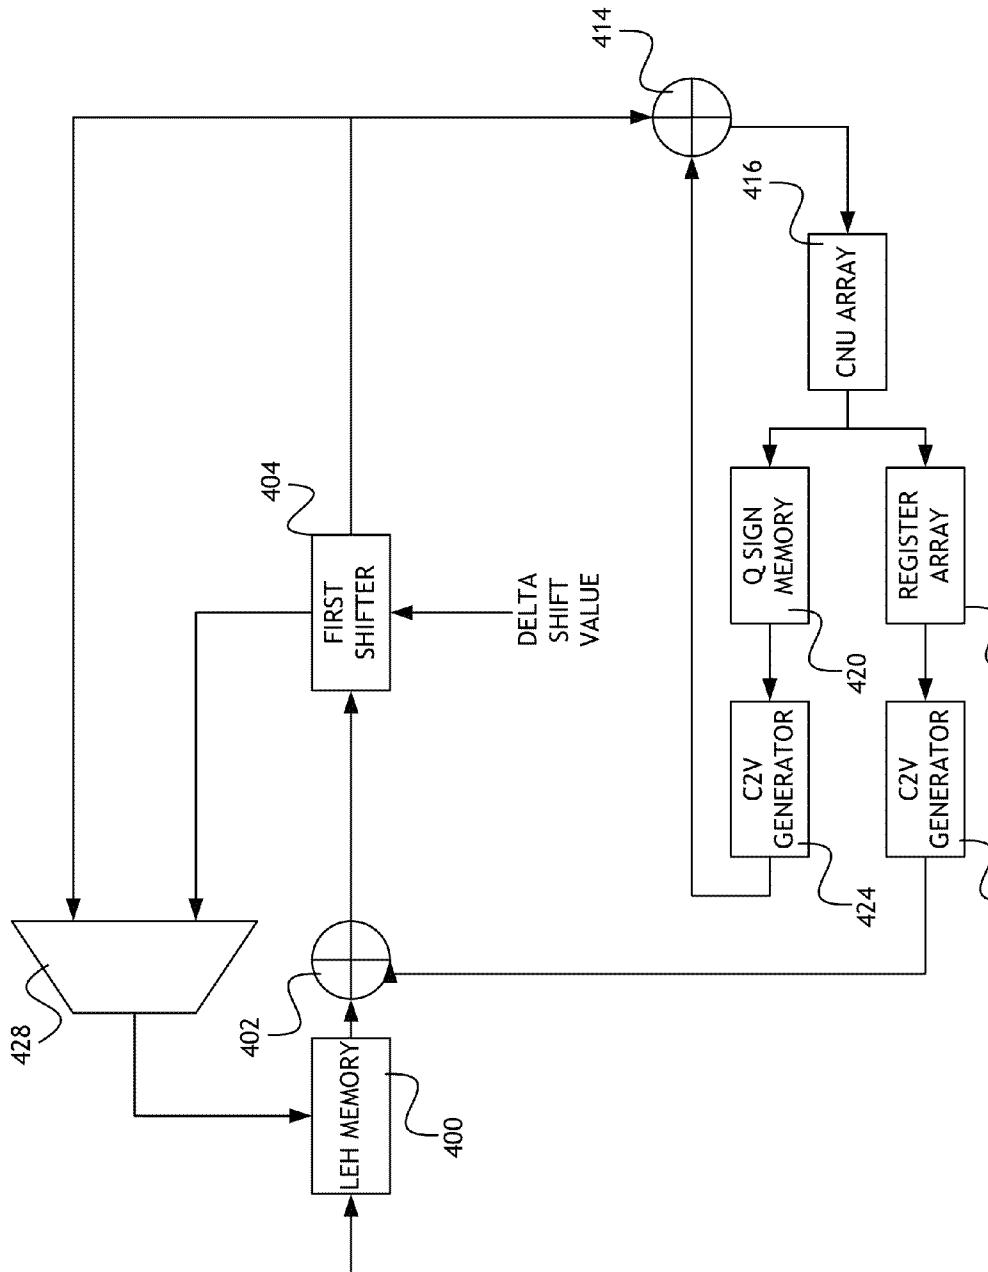 428
402
LEH MEMORY
400
404
FIRST
SHIFTER
DELTA
SHIFT
VALUE
414
416
CNU ARRAY
Q SIGN
MEMORY
420
REGISTER
ARRAY
C2V
GENERATOR
424
C2V
GENERATOR